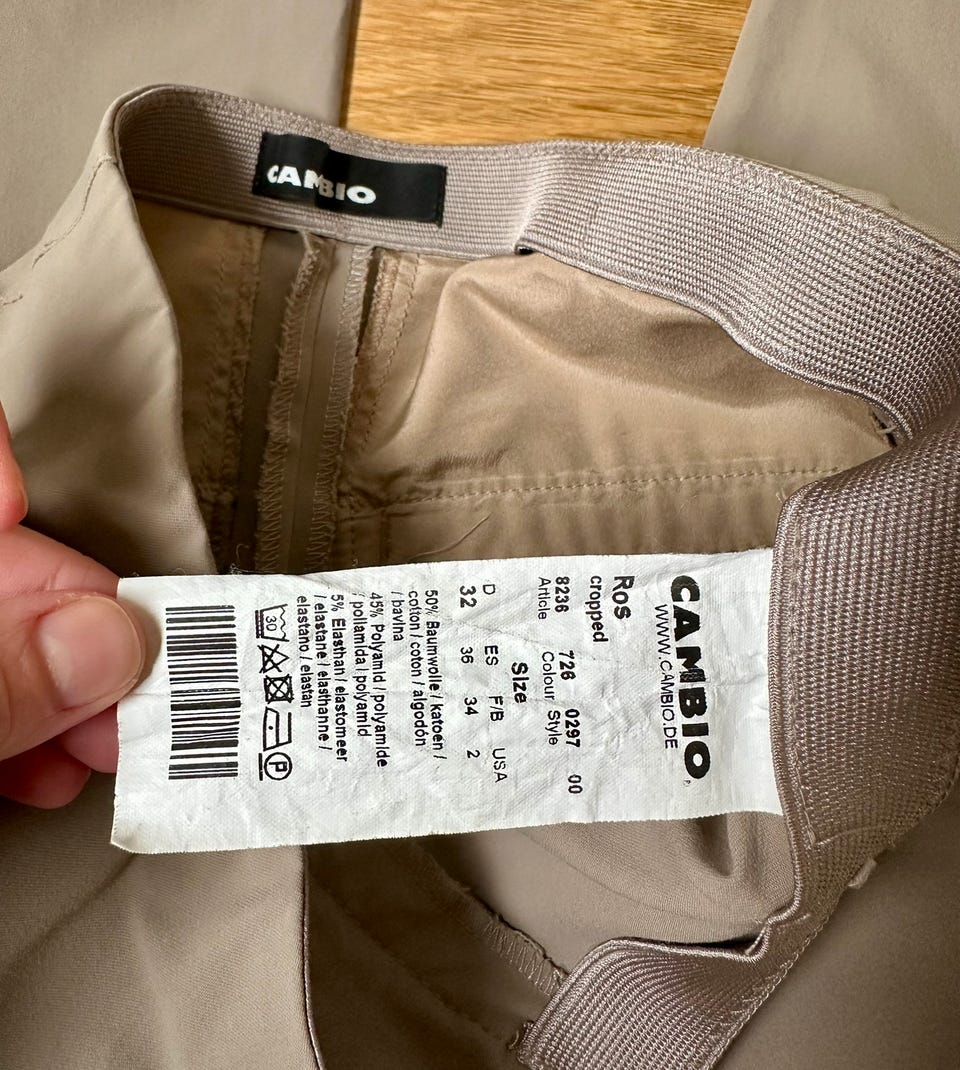 CAMBIO
CAMBIO
WWW.CAMBIO.DE
Ros
cropped
8236 726 0297 00
Article Colour Style
Size
D ES F/B USA
32 36 34 2
50% Baumwolle / katoen /
cotton / coton / algodón
/ bavlna
45% Polyamid / polyamide
/ poliamida / polyamid
5% Elasthan / elastomeer
/ elastane / elasthanne /
elastano / elastan
30 P